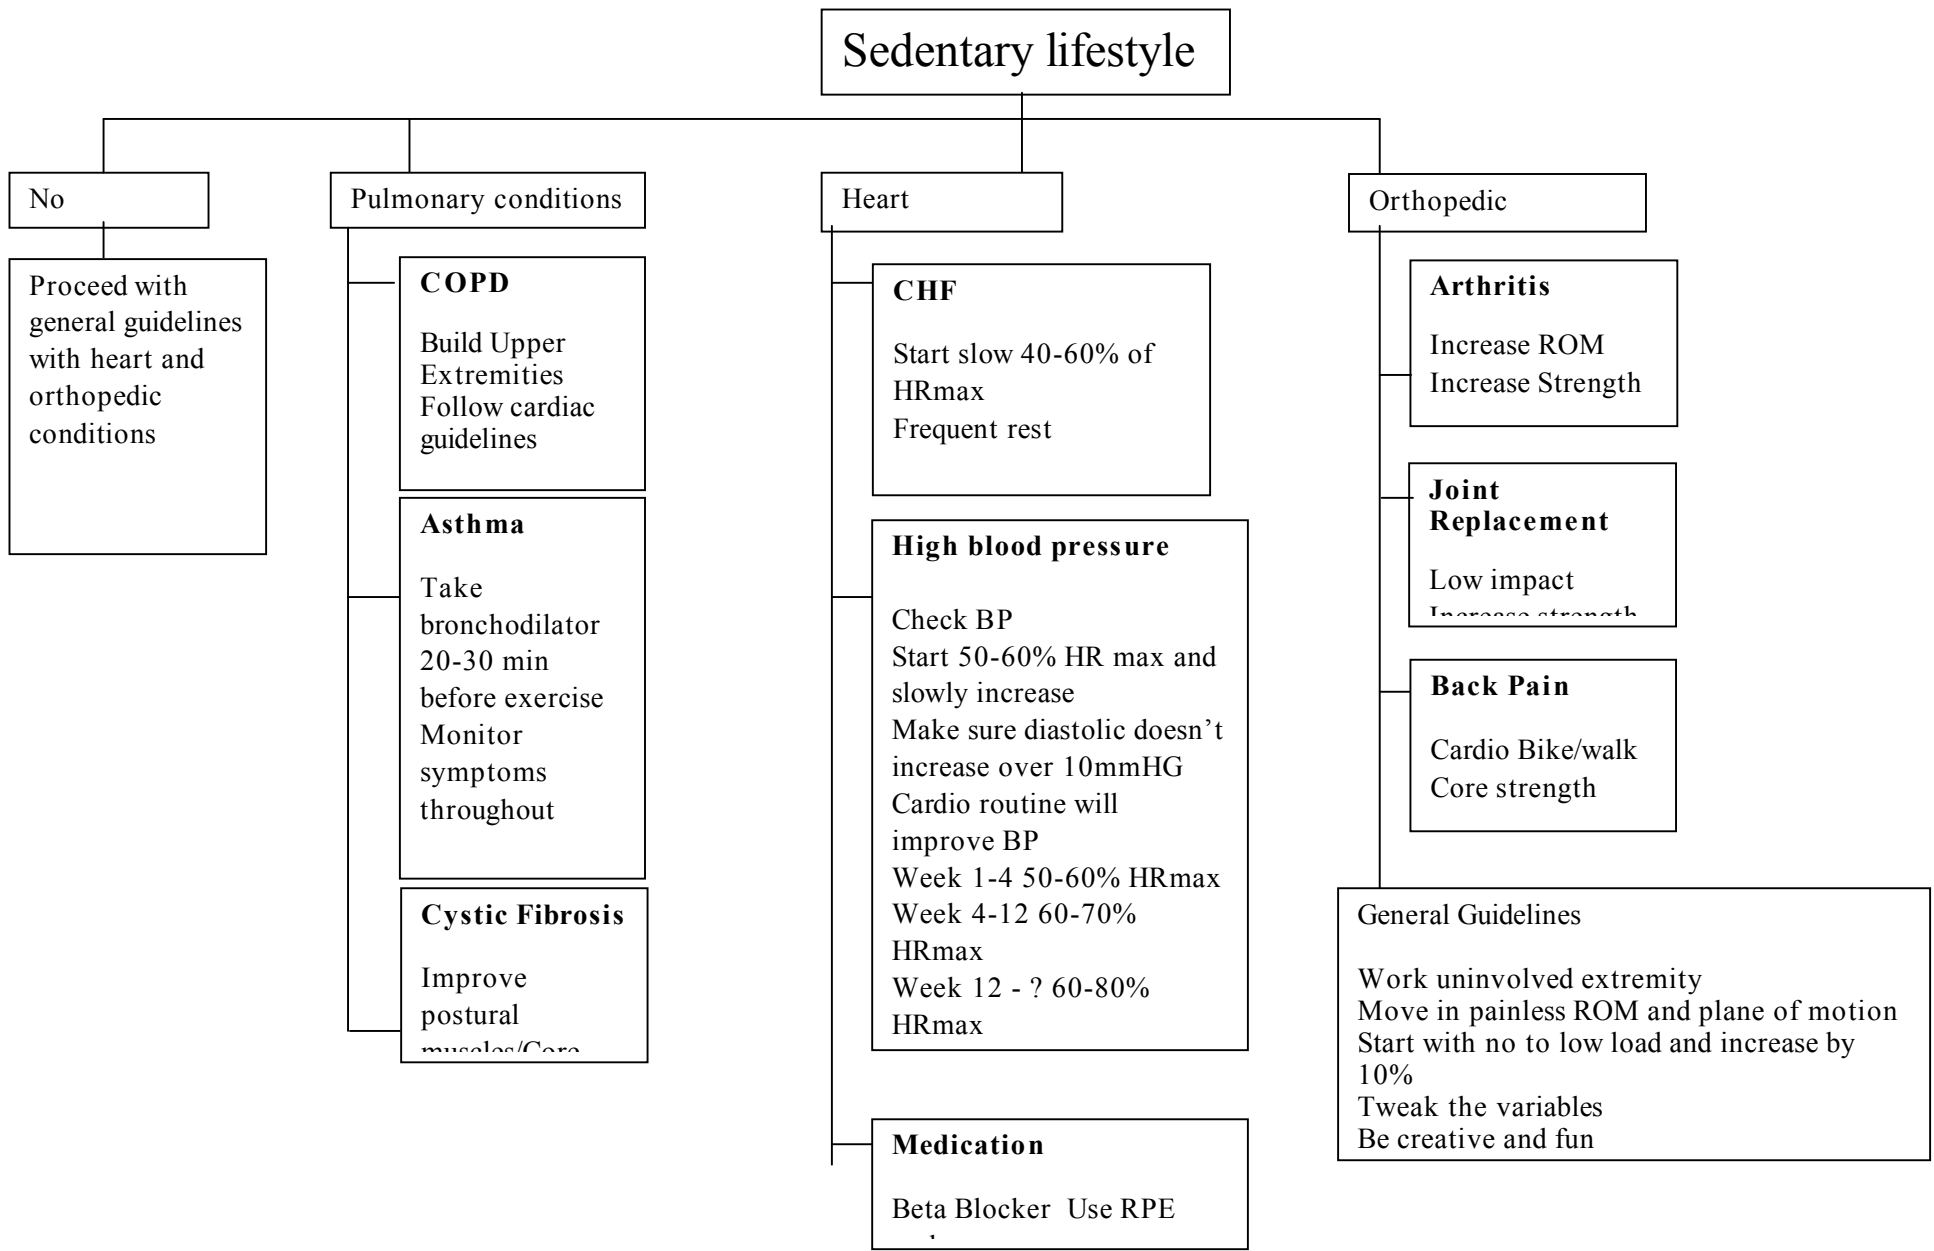 Sedentary lifestyle
No
Proceed with
general guidelines
with heart and
orthopedic
conditions
Pulmonary conditions
COPD
Build Upper
Extremities
Follow cardiac
guidelines
Asthma
Take
bronchodilator
20-30 min
before exercise
Monitor
symptoms
throughout
Cystic Fibrosis
Improve
postural
muscles/Core
Heart
CHF
Start slow 40-60% of
HRmax
Frequent rest
High blood pressure
Check BP
Start 50-60% HR max and
slowly increase
Make sure diastolic doesn’t
increase over 10mmHG
Cardio routine will
improve BP
Week 1-4 50-60% HRmax
Week 4-12 60-70%
HRmax
Week 12 - ? 60-80%
HRmax
Medication
Beta Blocker  Use RPE
Orthopedic
Arthritis
Increase ROM
Increase Strength
Joint
Replacement
Low impact
Increase strength
Back Pain
Cardio Bike/walk
Core strength
General Guidelines
Work uninvolved extremity
Move in painless ROM and plane of motion
Start with no to low load and increase by
10%
Tweak the variables
Be creative and fun